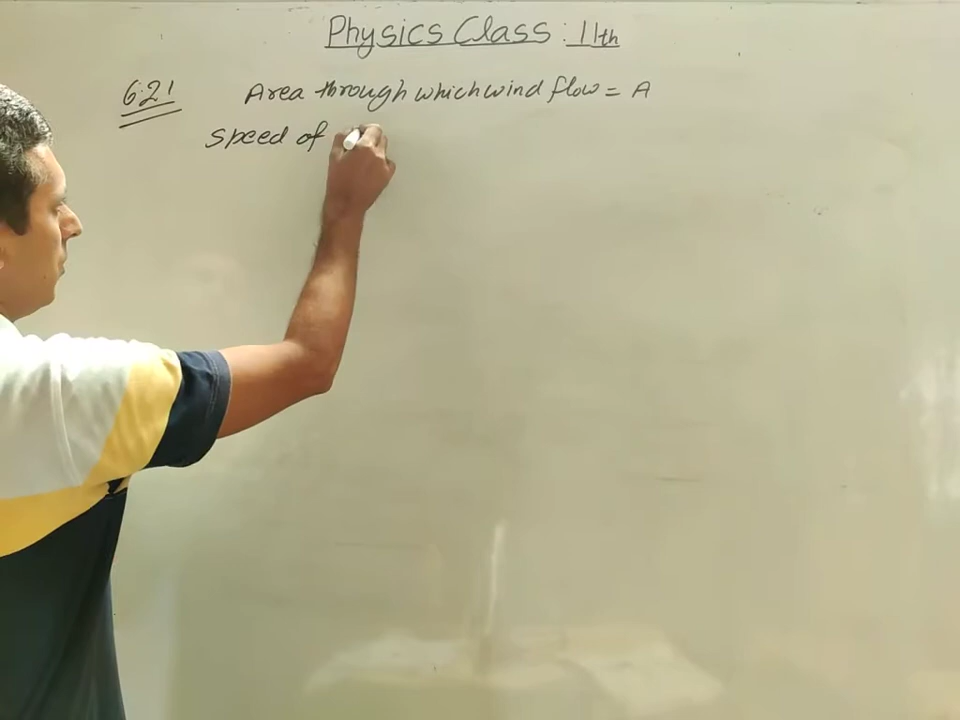 Physics Class : 11th
6.21 Area through which wind flow = A
speed of